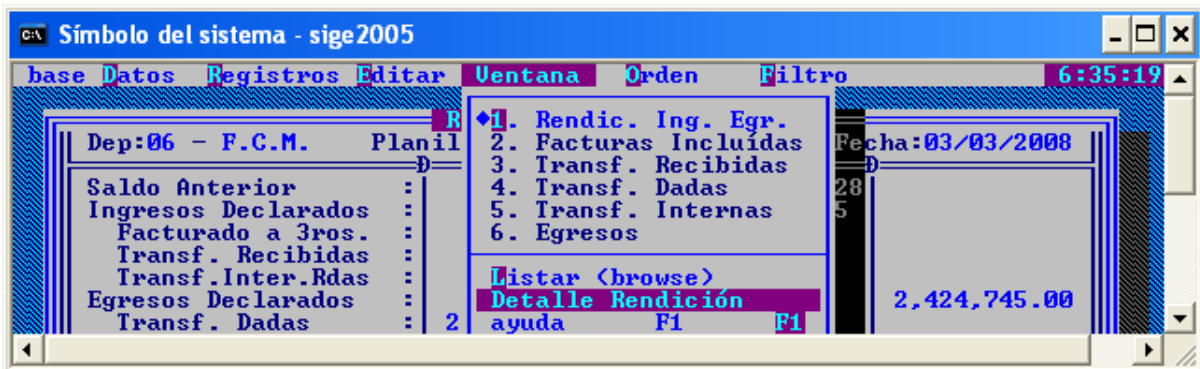 Símbolo del sistema - sige2005
base Datos Registros Editar Ventana Orden Filtro 6:35:19
R ◆1. Rendic. Ing. Egr.
Dep:06 - F.C.M. Planil 2. Facturas Incluídas Fecha:03/03/2008
3. Transf. Recibidas
Saldo Anterior : 4. Transf. Dadas 28
Ingresos Declarados : 5. Transf. Internas 5
Facturado a 3ros. : 6. Egresos
Transf. Recibidas :
Transf.Inter.Rdas : Listar (browse)
Egresos Declarados : Detalle Rendición 2,424,745.00
Transf. Dadas : 2 ayuda F1 F1